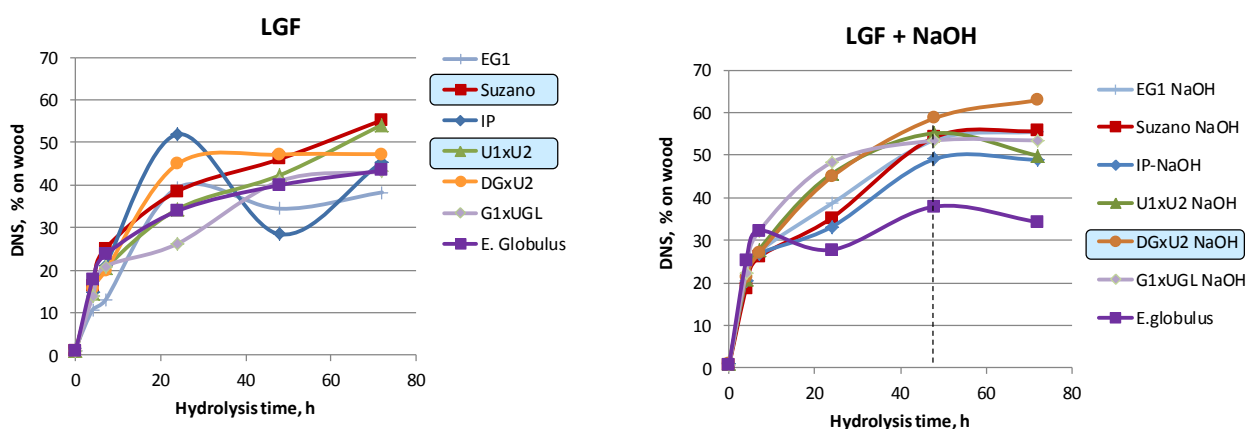 LGF
DNS, % on wood
70
60
50
40
30
20
10
0
0 20 40 60 80
Hydrolysis time, h
EG1
Suzano
IP
U1xU2
DGxU2
G1xUGL
E. Globulus
LGF + NaOH
DNS, % on wood
70
60
50
40
30
20
10
0
0 20 40 60 80
Hydrolysis time, h
EG1 NaOH
Suzano NaOH
IP-NaOH
U1xU2 NaOH
DGxU2 NaOH
G1xUGL NaOH
E.globulus